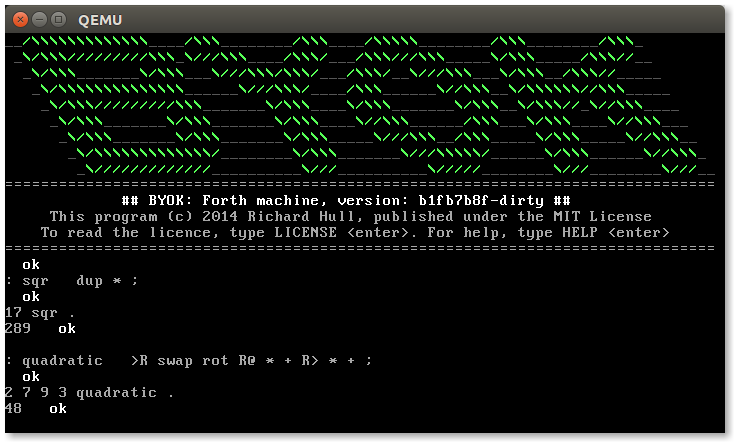 QEMU
BYOK
## BYOK: Forth machine, version: b1fb7b8f-dirty ##
This program (c) 2014 Richard Hull, published under the MIT License
To read the licence, type LICENSE <enter>. For help, type HELP <enter>
ok
: sqr   dup * ;
ok
17 sqr .
289   ok
: quadratic   >R swap rot R@ * + R> * + ;
ok
2 7 9 3 quadratic .
48   ok